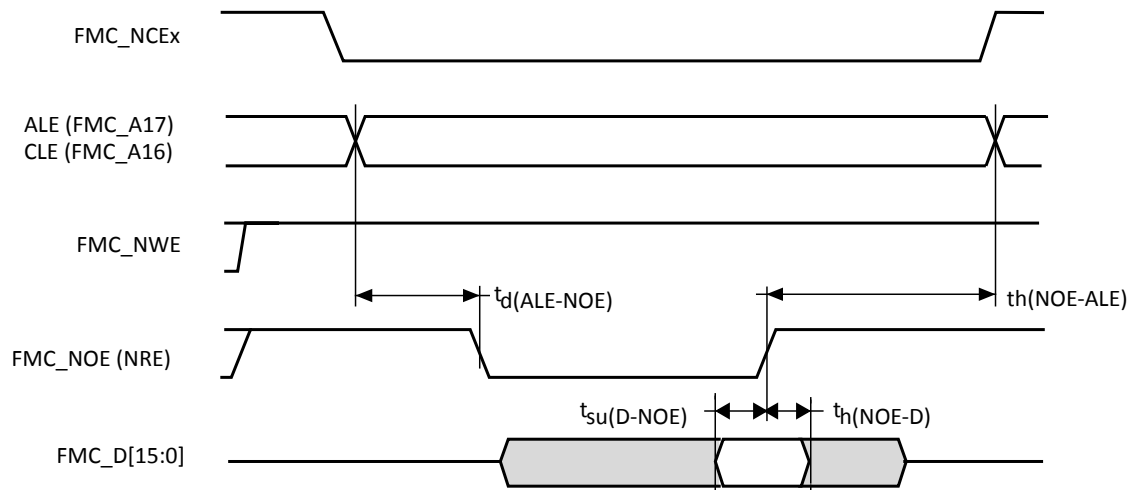 FMC_NCEx
ALE (FMC_A17)
CLE (FMC_A16)
FMC_NWE
td(ALE-NOE)
th(NOE-ALE)
FMC_NOE (NRE)
tsu(D-NOE)
th(NOE-D)
FMC_D[15:0]